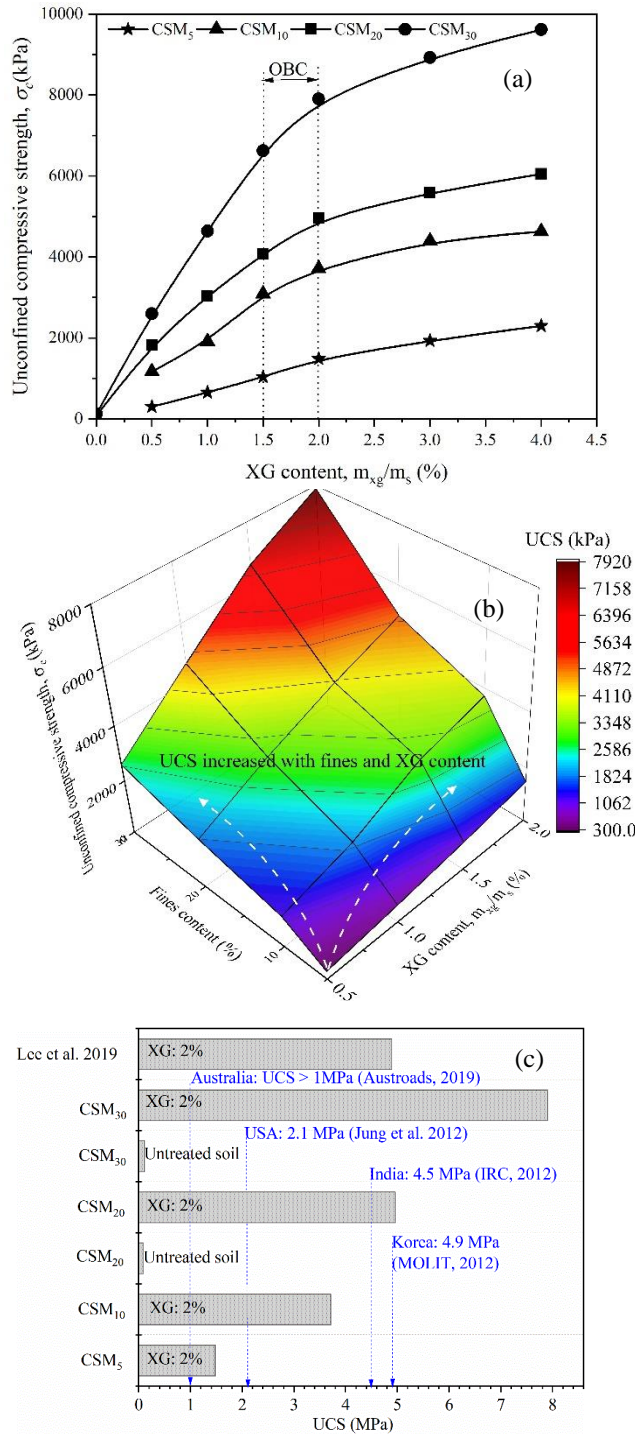 CSM5 CSM10 CSM20 CSM30
OBC
(a)
Unconfined compressive strength, σc(kPa)
10000
8000
6000
4000
2000
0
0.0 0.5 1.0 1.5 2.0 2.5 3.0 3.5 4.0 4.5
XG content, mxg/ms (%)
(b)
UCS (kPa)
7920
7158
6396
5634
4872
4110
3348
2586
1824
1062
300.0
Unconfined compressive strength, σc (kPa)
8000
6000
4000
2000
UCS increased with fines and XG content
30
20
10
Fines content (%)
2.0
1.5
1.0
0.5
XG content, mxg/ms (%)
(c)
Lee et al. 2019
XG: 2%
Australia: UCS > 1MPa (Austroads, 2019)
CSM30
XG: 2%
USA: 2.1 MPa (Jung et al. 2012)
CSM30
Untreated soil
India: 4.5 MPa (IRC, 2012)
CSM20
XG: 2%
Korea: 4.9 MPa
(MOLIT, 2012)
CSM20
Untreated soil
CSM10
XG: 2%
CSM5
XG: 2%
0 1 2 3 4 5 6 7 8
UCS (MPa)